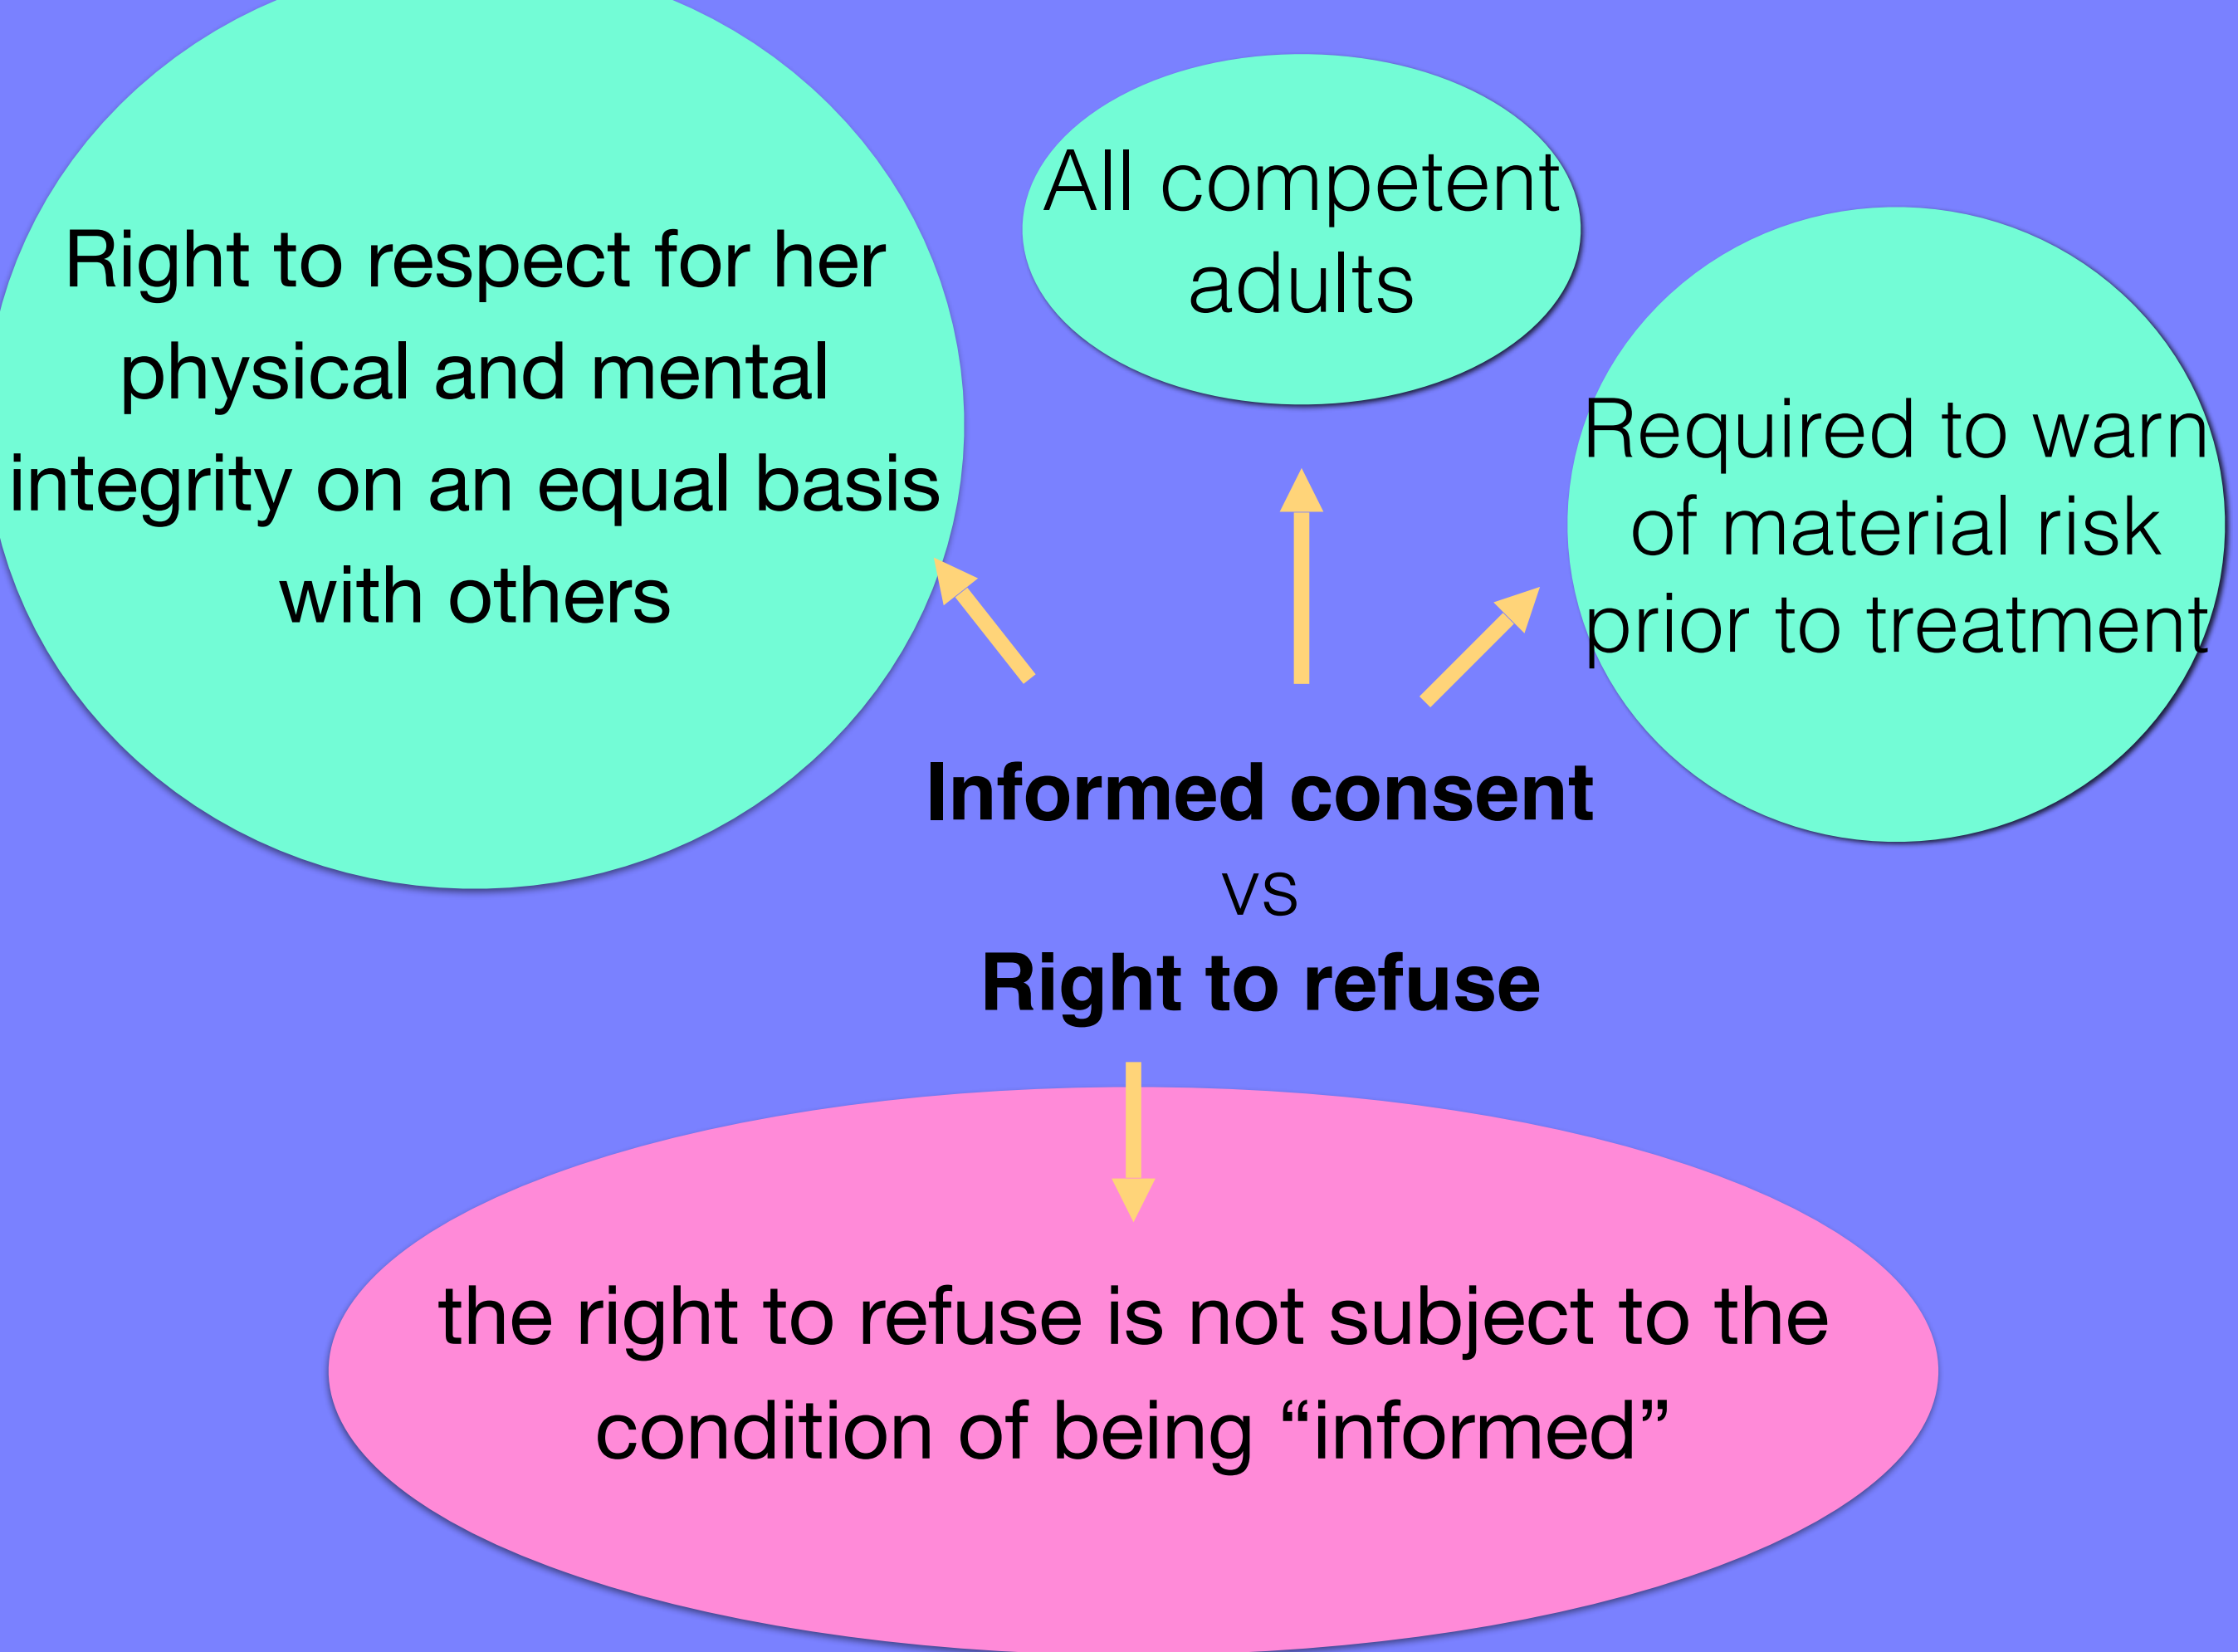 Right to respect for her
physical and mental
integrity on an equal basis
with others
All competent
adults
Required to warn
of material risk
prior to treatment
Informed consent
vs
Right to refuse
the right to refuse is not subject to the
condition of being “informed”